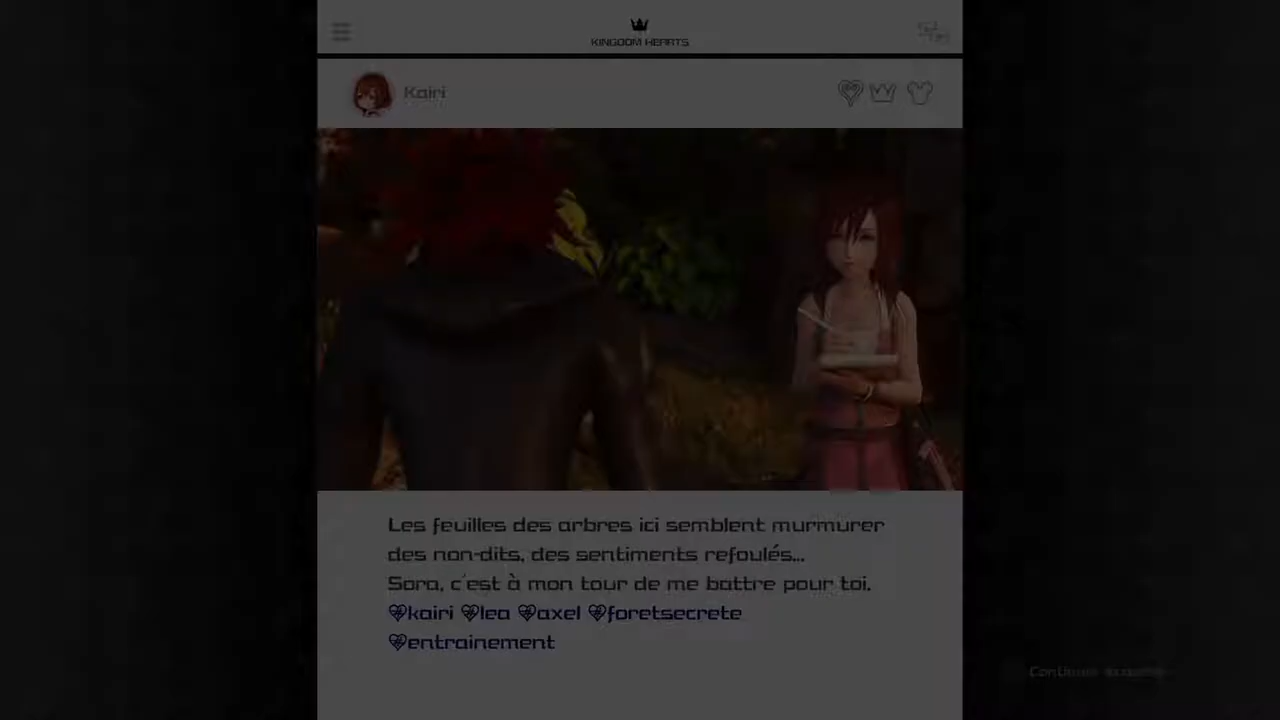 KINGDOM HEARTS
Kairi
Les feuilles des arbres ici semblent murmurer
des non-dits, des sentiments refoulés...
Sora, c'est à mon tour de me battre pour toi.
kairi lea axel foretsecrete
entrainement